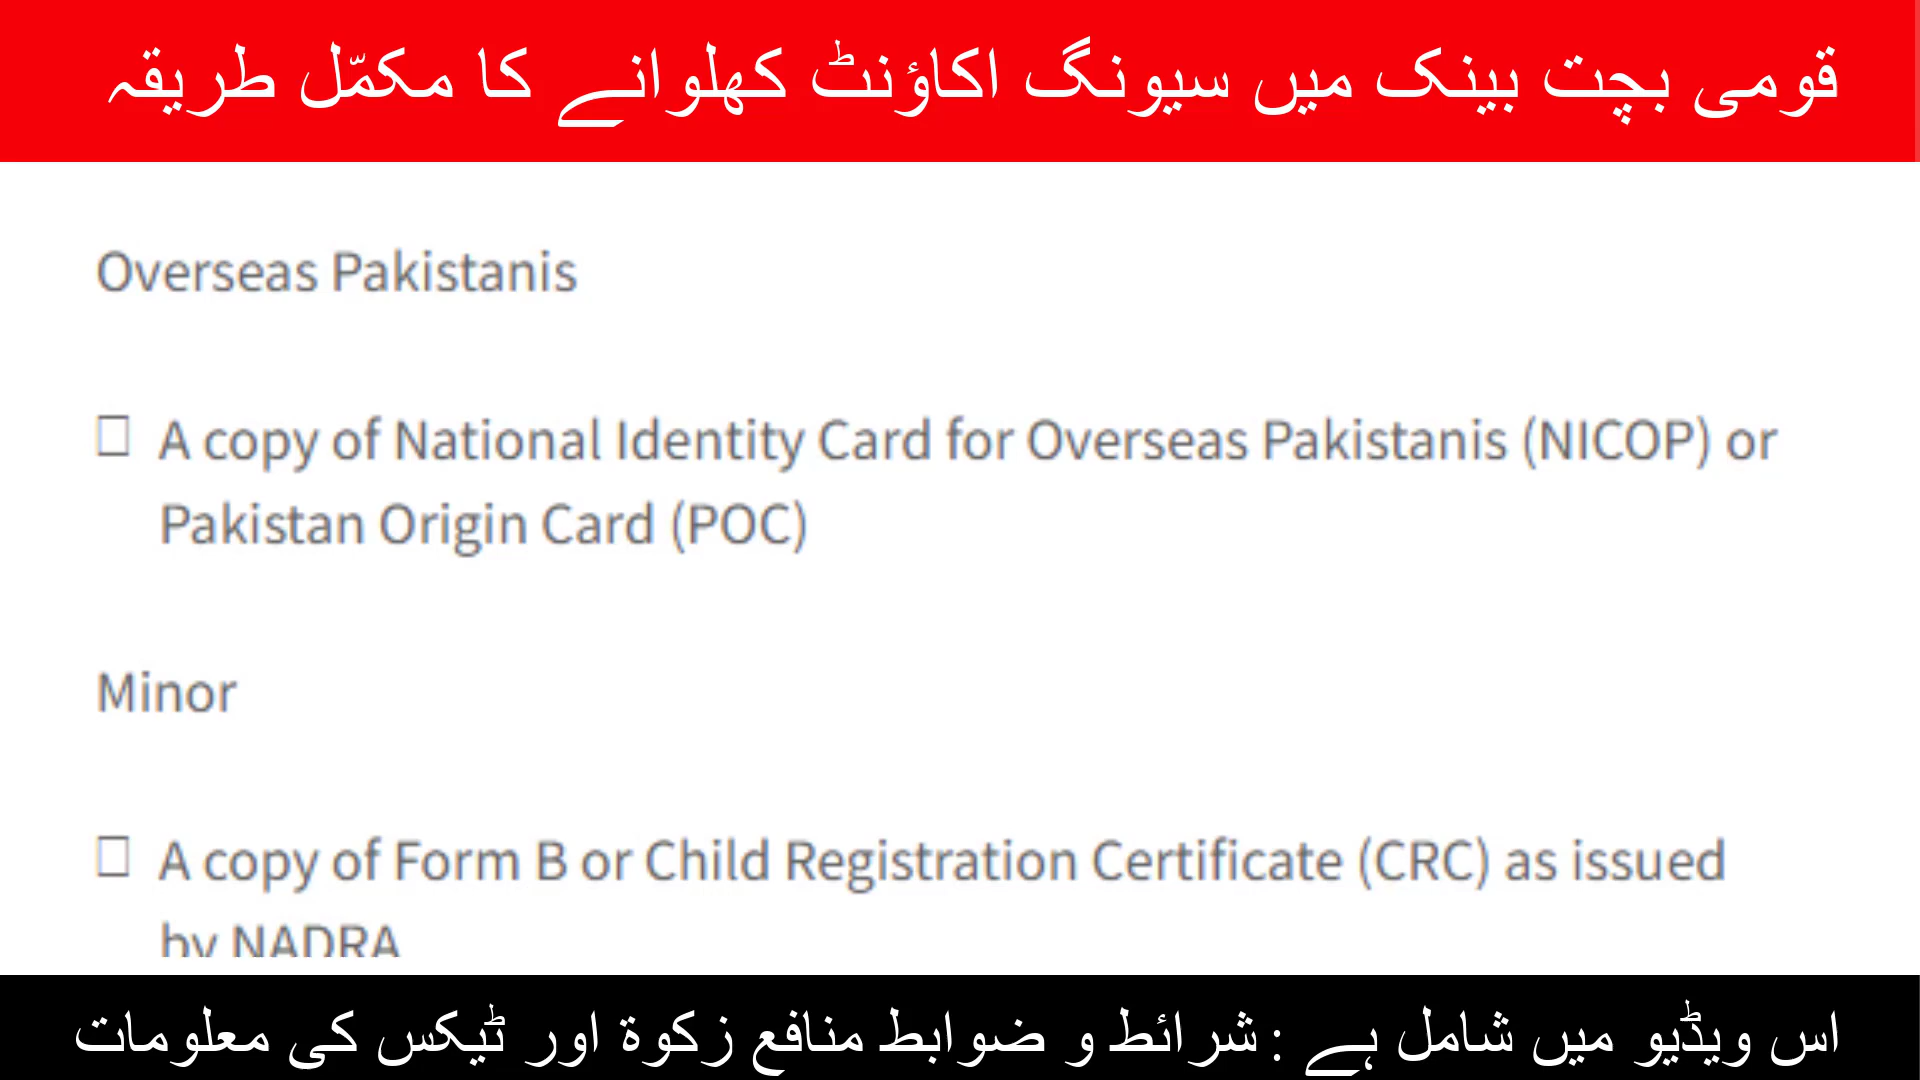 قومی بچت بینک میں سیونگ اکاؤنٹ کھلوانے کا مکمّل طریقہ
Overseas Pakistanis
A copy of National Identity Card for Overseas Pakistanis (NICOP) or
Pakistan Origin Card (POC)
Minor
A copy of Form B or Child Registration Certificate (CRC) as issued
by NADRA
اس ویڈیو میں شامل ہے : شرائط و ضوابط منافع زکوۃ اور ٹیکس کی معلومات